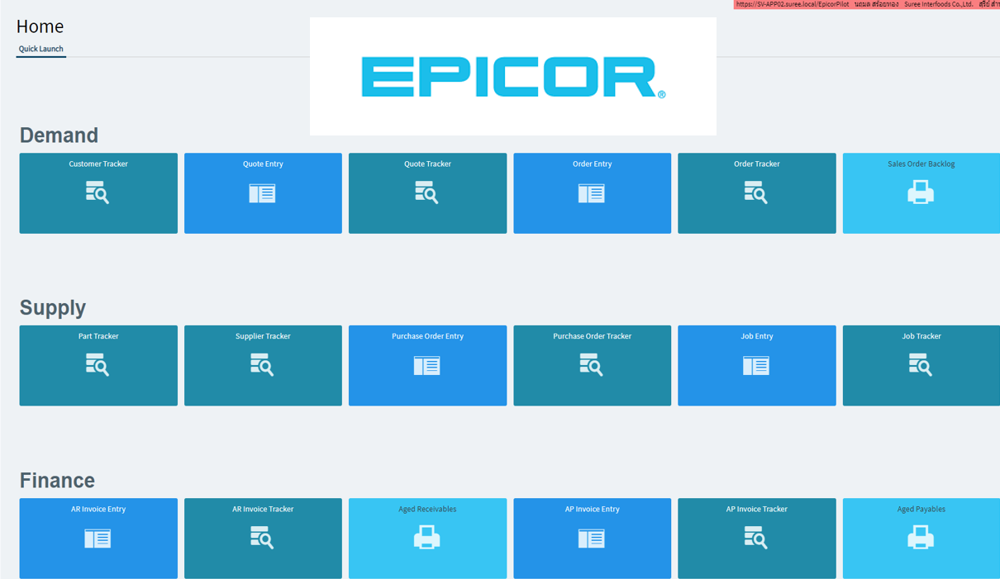 https://SV-APP02.suree.local/EpicorPilot นฤมล สร้อยทอง Suree Interfoods Co.,Ltd. สุรีย์
Home
Quick Launch
EPICOR®
Demand
Customer Tracker
Quote Entry
Quote Tracker
Order Entry
Order Tracker
Sales Order Backlog
Supply
Part Tracker
Supplier Tracker
Purchase Order Entry
Purchase Order Tracker
Job Entry
Job Tracker
Finance
AR Invoice Entry
AR Invoice Tracker
Aged Receivables
AP Invoice Entry
AP Invoice Tracker
Aged Payables